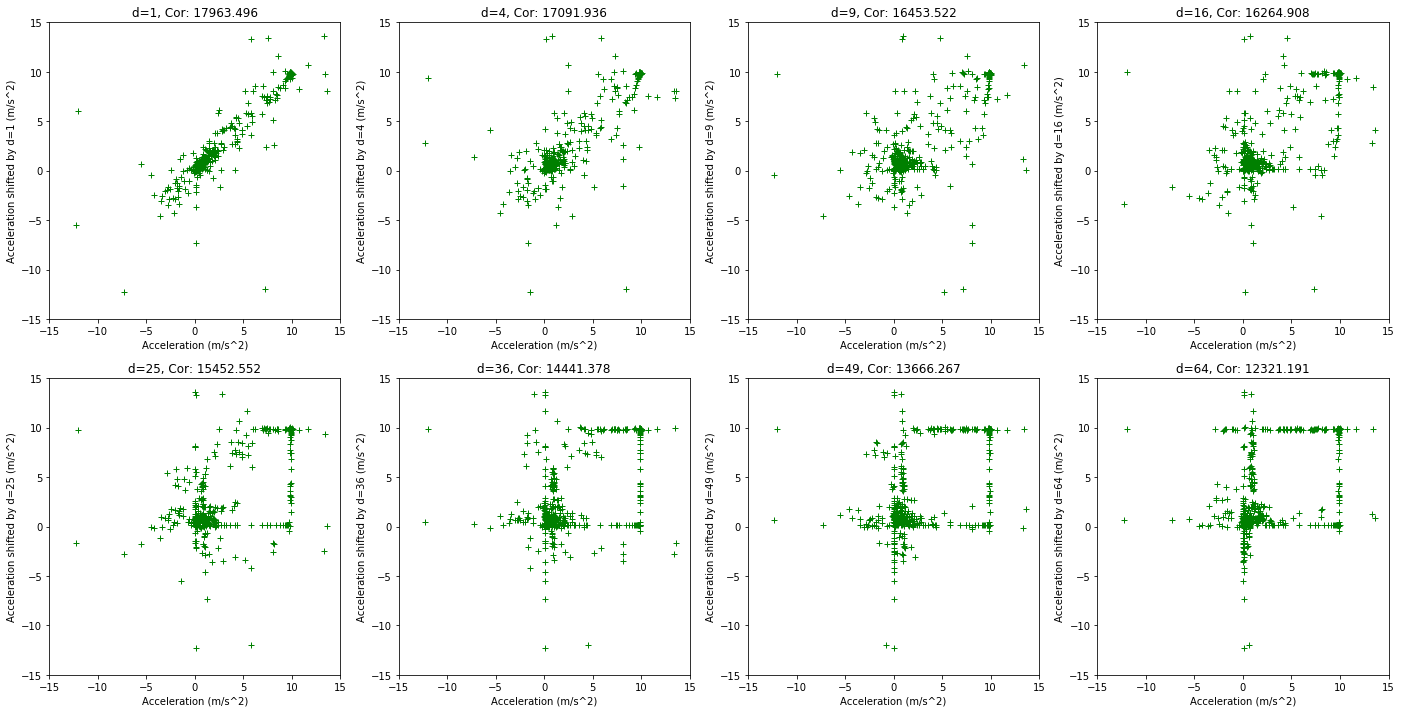 d=1, Cor: 17963.496
Acceleration shifted by d=1 (m/s^2)
15
10
5
0
−5
−10
−15
−15 −10 −5 0 5 10 15
Acceleration (m/s^2)
d=4, Cor: 17091.936
Acceleration shifted by d=4 (m/s^2)
15
10
5
0
−5
−10
−15
−15 −10 −5 0 5 10 15
Acceleration (m/s^2)
d=9, Cor: 16453.522
Acceleration shifted by d=9 (m/s^2)
15
10
5
0
−5
−10
−15
−15 −10 −5 0 5 10 15
Acceleration (m/s^2)
d=16, Cor: 16264.908
Acceleration shifted by d=16 (m/s^2)
15
10
5
0
−5
−10
−15
−15 −10 −5 0 5 10 15
Acceleration (m/s^2)
d=25, Cor: 15452.552
Acceleration shifted by d=25 (m/s^2)
15
10
5
0
−5
−10
−15
−15 −10 −5 0 5 10 15
Acceleration (m/s^2)
d=36, Cor: 14441.378
Acceleration shifted by d=36 (m/s^2)
15
10
5
0
−5
−10
−15
−15 −10 −5 0 5 10 15
Acceleration (m/s^2)
d=49, Cor: 13666.267
Acceleration shifted by d=49 (m/s^2)
15
10
5
0
−5
−10
−15
−15 −10 −5 0 5 10 15
Acceleration (m/s^2)
d=64, Cor: 12321.191
Acceleration shifted by d=64 (m/s^2)
15
10
5
0
−5
−10
−15
−15 −10 −5 0 5 10 15
Acceleration (m/s^2)